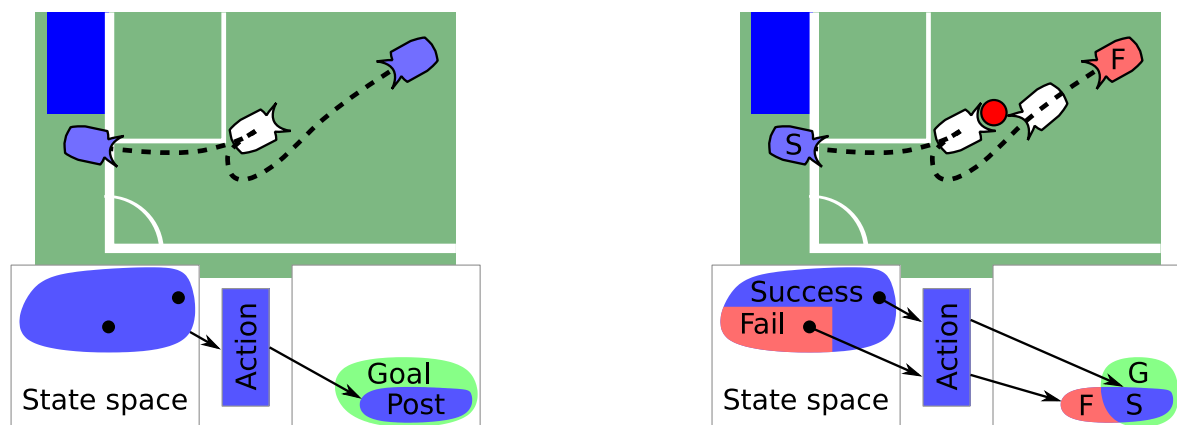 F
S
Action
Goal
Post
State space
Success
Fail
Action
G
F
S
State space